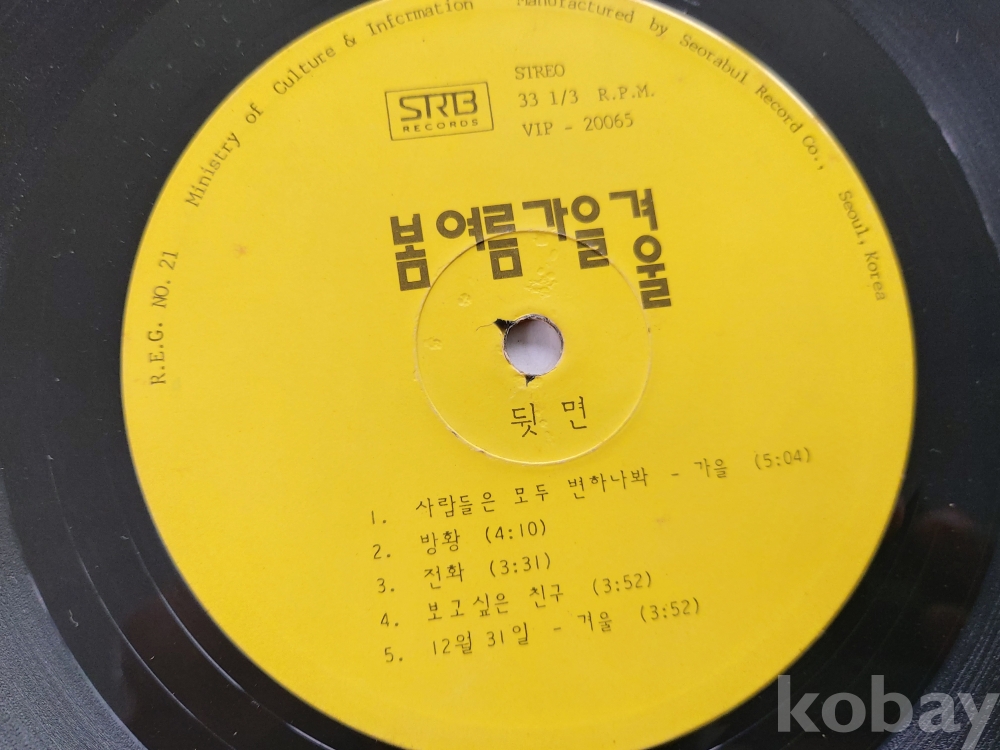 R.E.G. NO. 21 Ministry of Culture & Information Manufactured by Seorabul Record Co., Seoul, Korea
SRB
RECORDS
STREO
33 1/3 R.P.M.
VIP - 20065
봄 여름 가을 겨울
뒷 면
1. 사람들은 모두 변하나봐 - 가을 (5:04)
2. 방황 (4:10)
3. 전화 (3:31)
4. 보고싶은 친구 (3:52)
5. 12월 31일 - 겨울 (3:52)
kobay